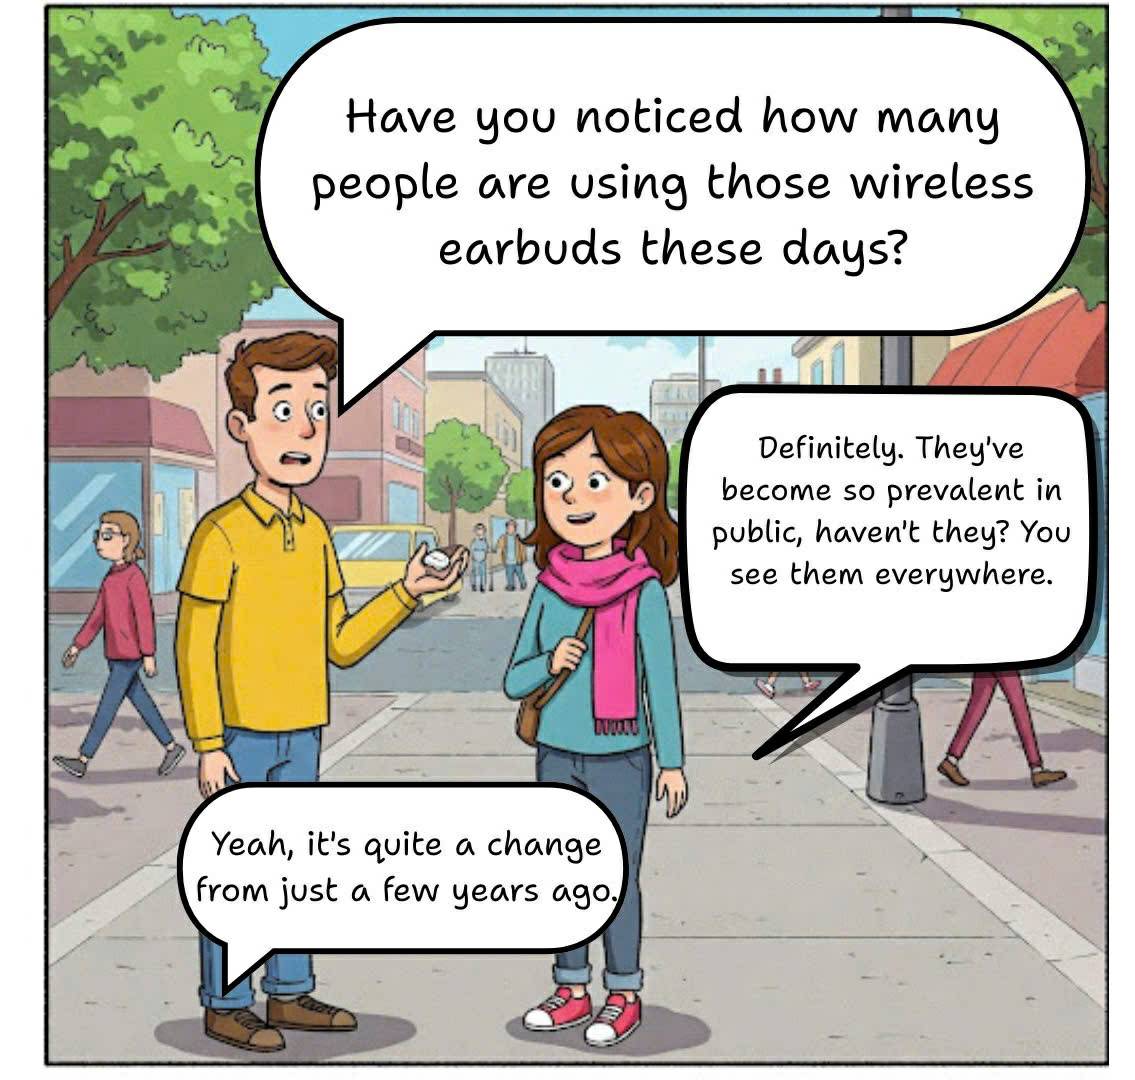 Have you noticed how many
people are using those wireless
earbuds these days?
Definitely. They've
become so prevalent in
public, haven't they? You
see them everywhere.
Yeah, it's quite a change
from just a few years ago.